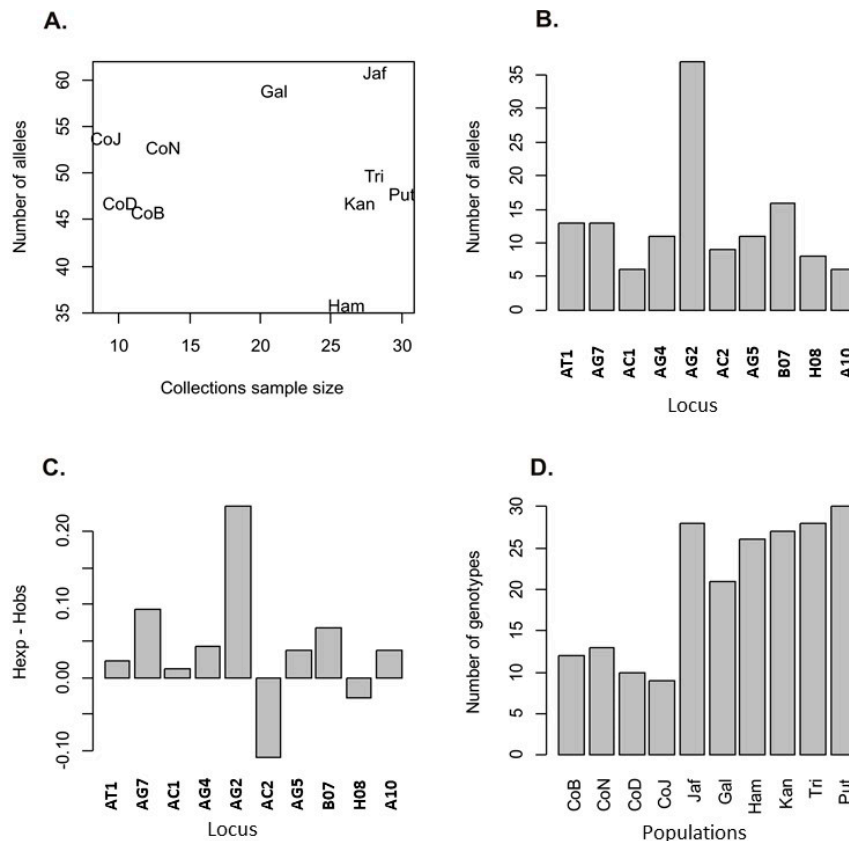 A.
Number of alleles
60
55
50
45
40
35
Jaf
Gal
CoJ
CoN
Tri
Put
CoD
CoB
Kan
Ham
10 15 20 25 30
Collections sample size
B.
Number of alleles
35
30
25
20
15
10
5
0
AT1 AG7 AC1 AG4 AG2 AC2 AG5 B07 H08 A10
Locus
C.
Hexp - Hobs
0.20
0.10
0.00
-0.10
AT1 AG7 AC1 AG4 AG2 AC2 AG5 B07 H08 A10
Locus
D.
Number of genotypes
30
25
20
15
10
5
0
CoB CoN CoD CoJ Jaf Gal Ham Kan Tri Put
Populations